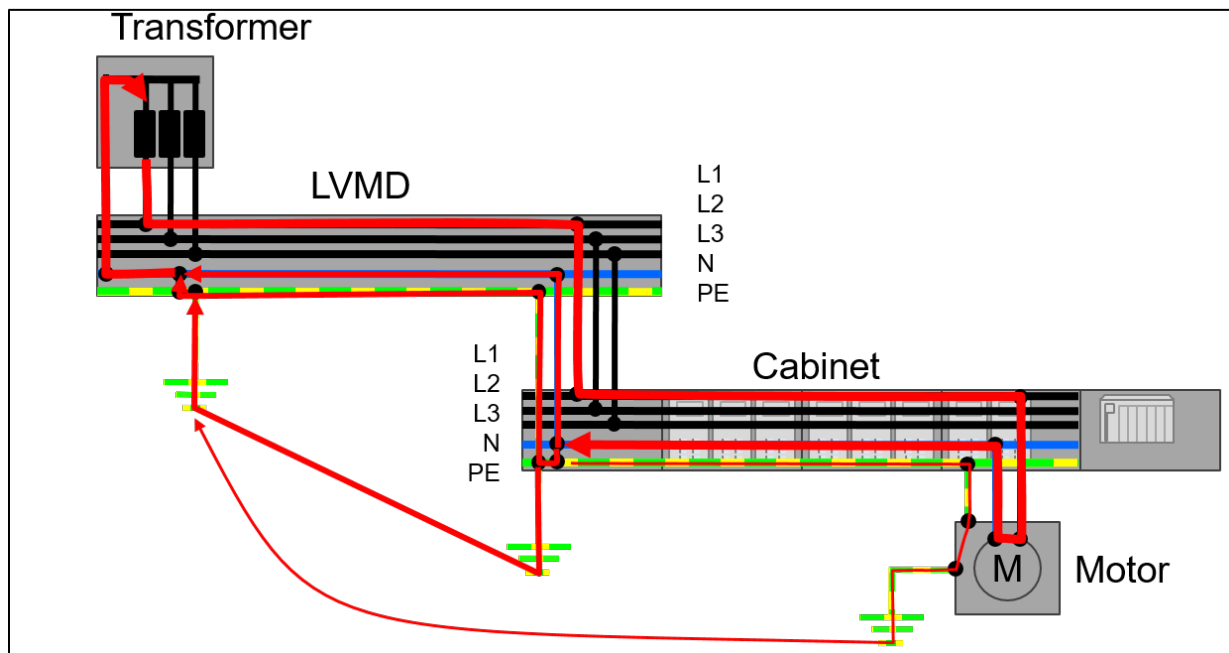 Transformer
LVMD
L1
L2
L3
N
PE
L1
L2
L3
N
PE
Cabinet
M
Motor